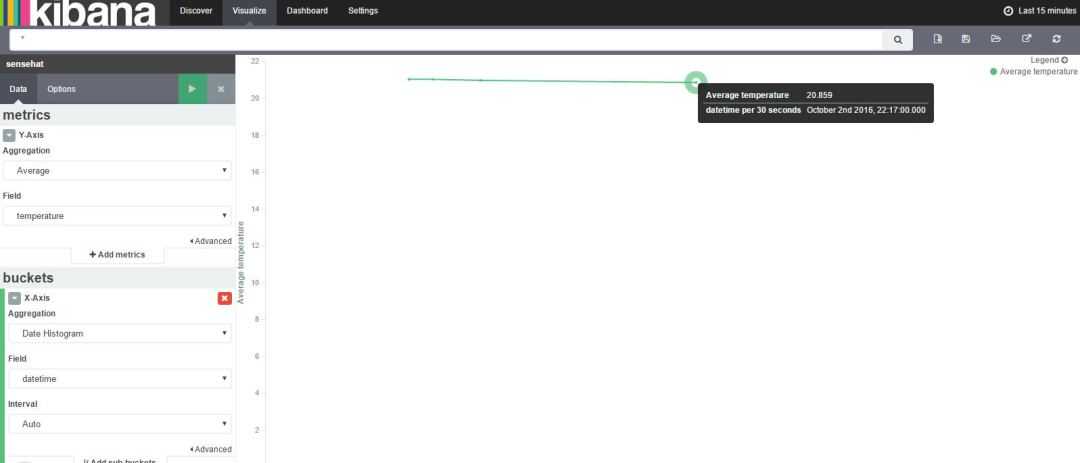 kibana
Discover Visualize Dashboard Settings Last 15 minutes
*
sensehat
Data Options
metrics
Y-Axis
Aggregation
Average
Field
temperature
Advanced
Add metrics
buckets
X-Axis
Aggregation
Date Histogram
Field
datetime
Interval
Auto
Advanced
Add sub-buckets
Average temperature
22
20
18
16
14
12
10
8
6
4
2
Legend
Average temperature
Average temperature 20.859
datetime per 30 seconds October 2nd 2016, 22:17:00.000